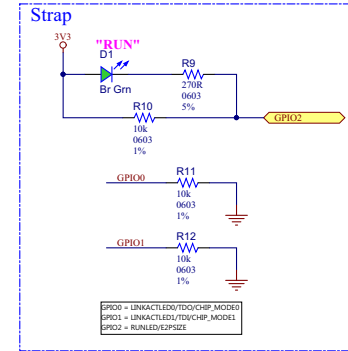 Strap
3V3
"RUN"
D1
Br Grn
R9
270R
0603
5%
R10
10k
0603
1%
GPIO2
GPIO0
R11
10k
0603
1%
GPIO1
R12
10k
0603
1%
GPIO0 = LINKACTLED0/TDO/CHIP_MODE0
GPIO1 = LINKACTLED1/TDI/CHIP_MODE1
GPIO2 = RUNLED/E2PSIZE